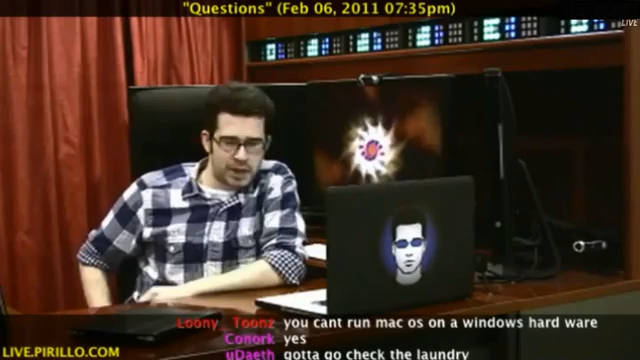 "Questions" (Feb 06, 2011 07:35pm)
LIVE
Loony_Toonz you cant run mac os on a windows hard ware
Conork yes
LIVE.PIRILLO.COM
uDaeth gotta go check the laundry